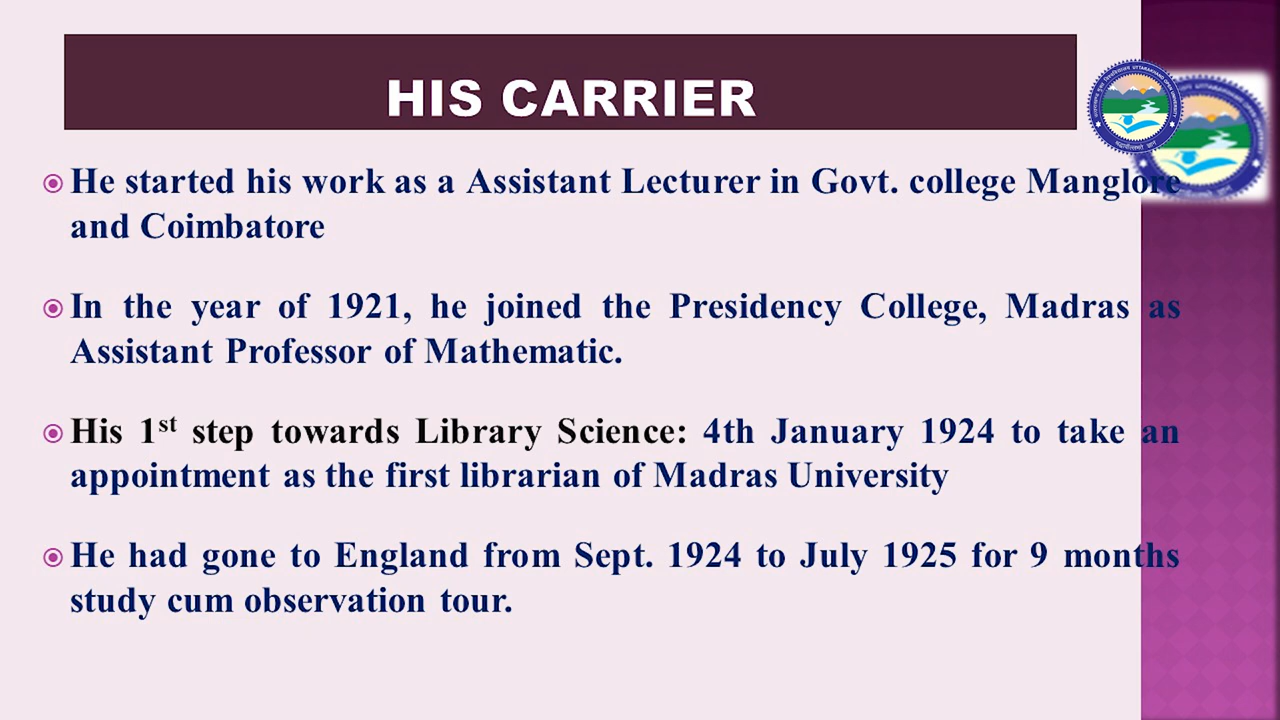 HIS CARRIER
He started his work as a Assistant Lecturer in Govt. college Manglore
and Coimbatore
In the year of 1921, he joined the Presidency College, Madras as
Assistant Professor of Mathematic.
His 1st step towards Library Science: 4th January 1924 to take an
appointment as the first librarian of Madras University
He had gone to England from Sept. 1924 to July 1925 for 9 months
study cum observation tour.